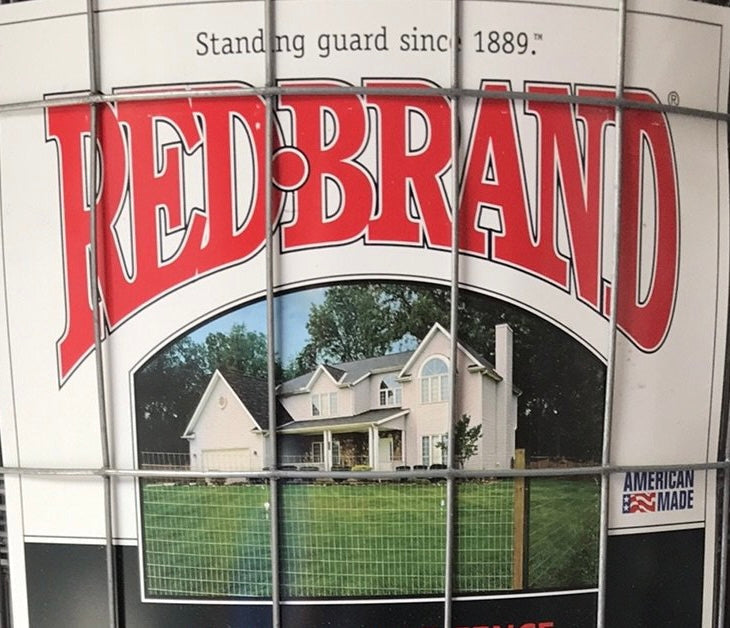 Standing guard since 1889.™
RED•BRAND®
AMERICAN
MADE